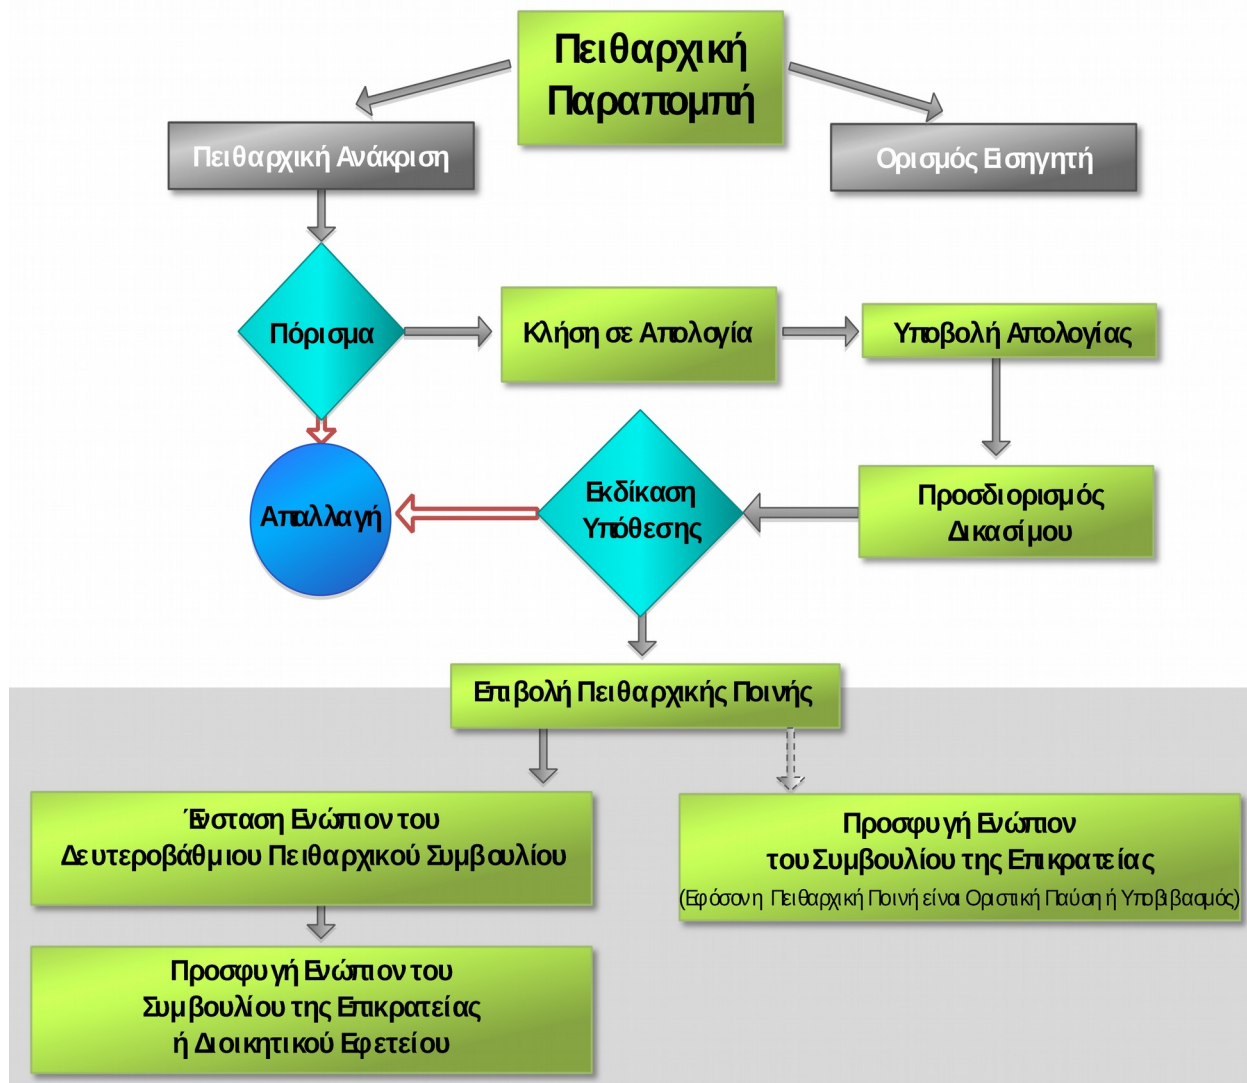 Πειθαρχική
Παραπομπή
Πειθαρχική Ανάκριση
Ορισμός Εισηγητή
Πόρισμα
Κλήση σε Απολογία
Υποβολή Απολογίας
Απαλλαγή
Εκδίκαση
Υπόθεσης
Προσδιορισμός
Δικασίμου
Επιβολή Πειθαρχικής Ποινής
Ένσταση Ενώπιον του
Δευτεροβάθμιου Πειθαρχικού Συμβουλίου
Προσφυγή Ενώπιον
του Συμβουλίου της Επικρατείας
(Εφόσον η Πειθαρχική Ποινή είναι Οριστική Παύση ή Υποβιβασμός)
Προσφυγή Ενώπιον του
Συμβουλίου της Επικρατείας
ή Διοικητικού Εφετείου